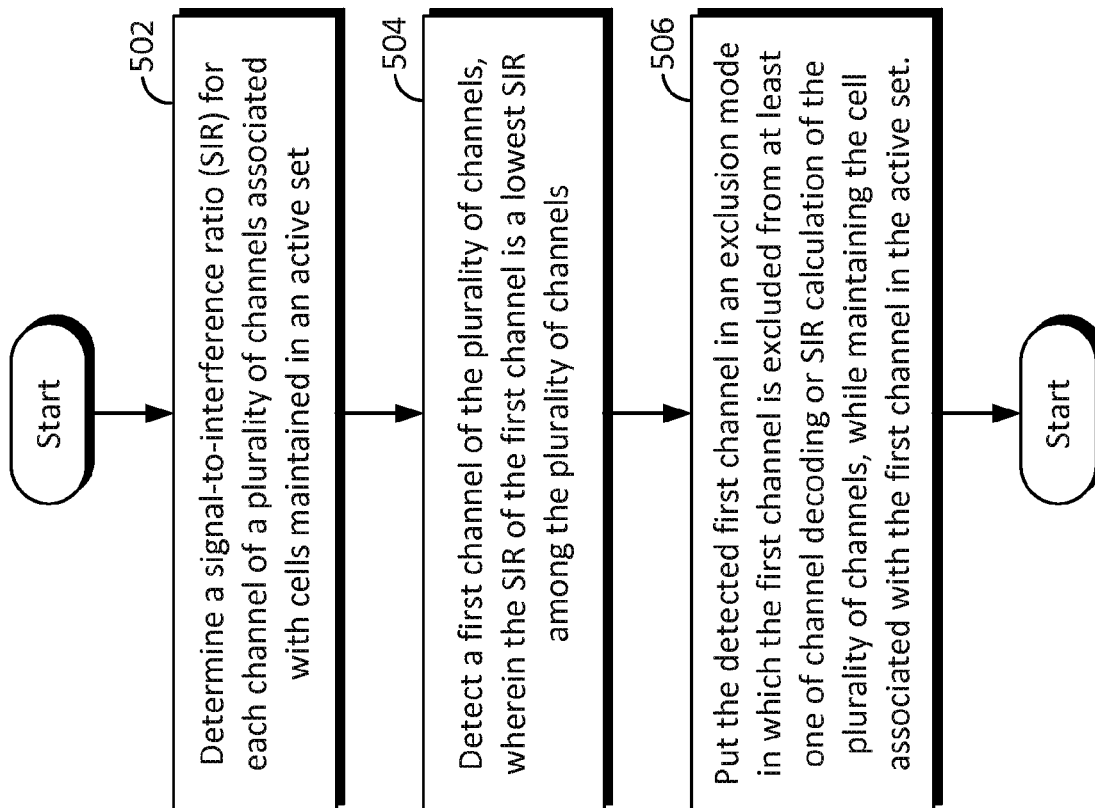 Start
502
Determine a signal-to-interference ratio (SIR) for
each channel of a plurality of channels associated
with cells maintained in an active set
504
Detect a first channel of the plurality of channels,
wherein the SIR of the first channel is a lowest SIR
among the plurality of channels
506
Put the detected first channel in an exclusion mode
in which the first channel is excluded from at least
one of channel decoding or SIR calculation of the
plurality of channels, while maintaining the cell
associated with the first channel in the active set.
Start